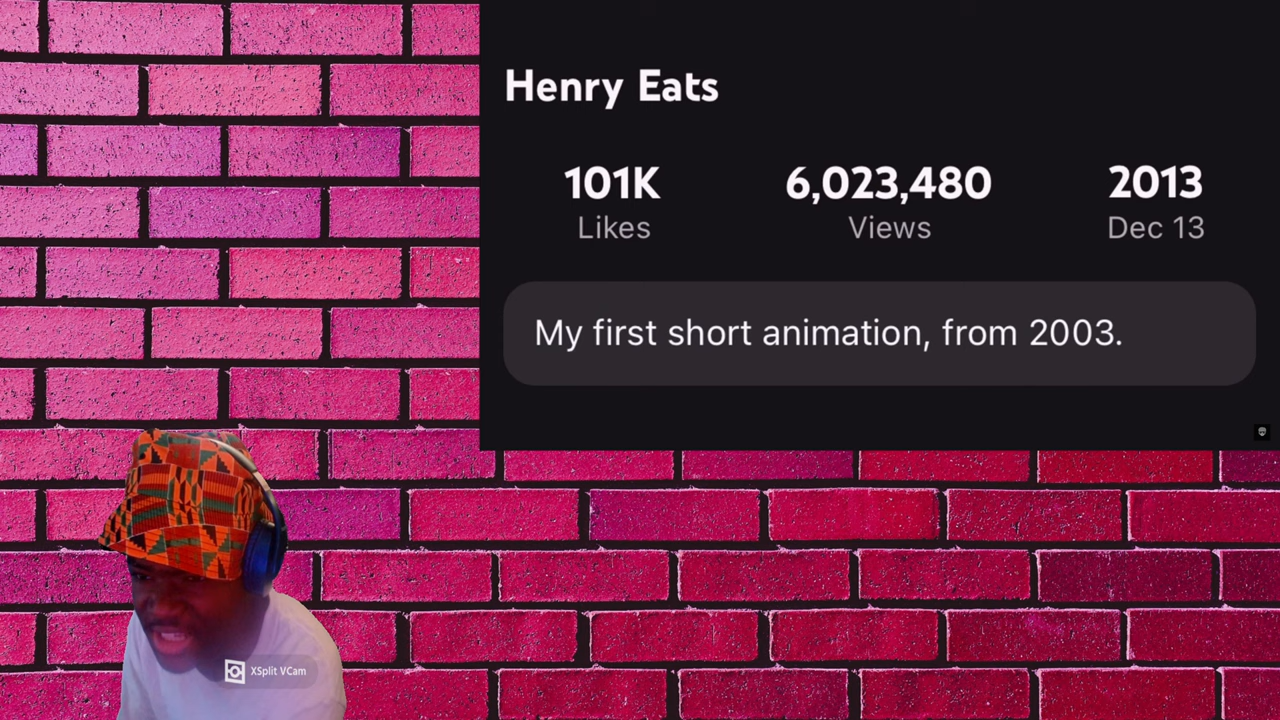 Henry Eats
101K 6,023,480 2013
Likes Views Dec 13
My first short animation, from 2003.
XSplit VCam